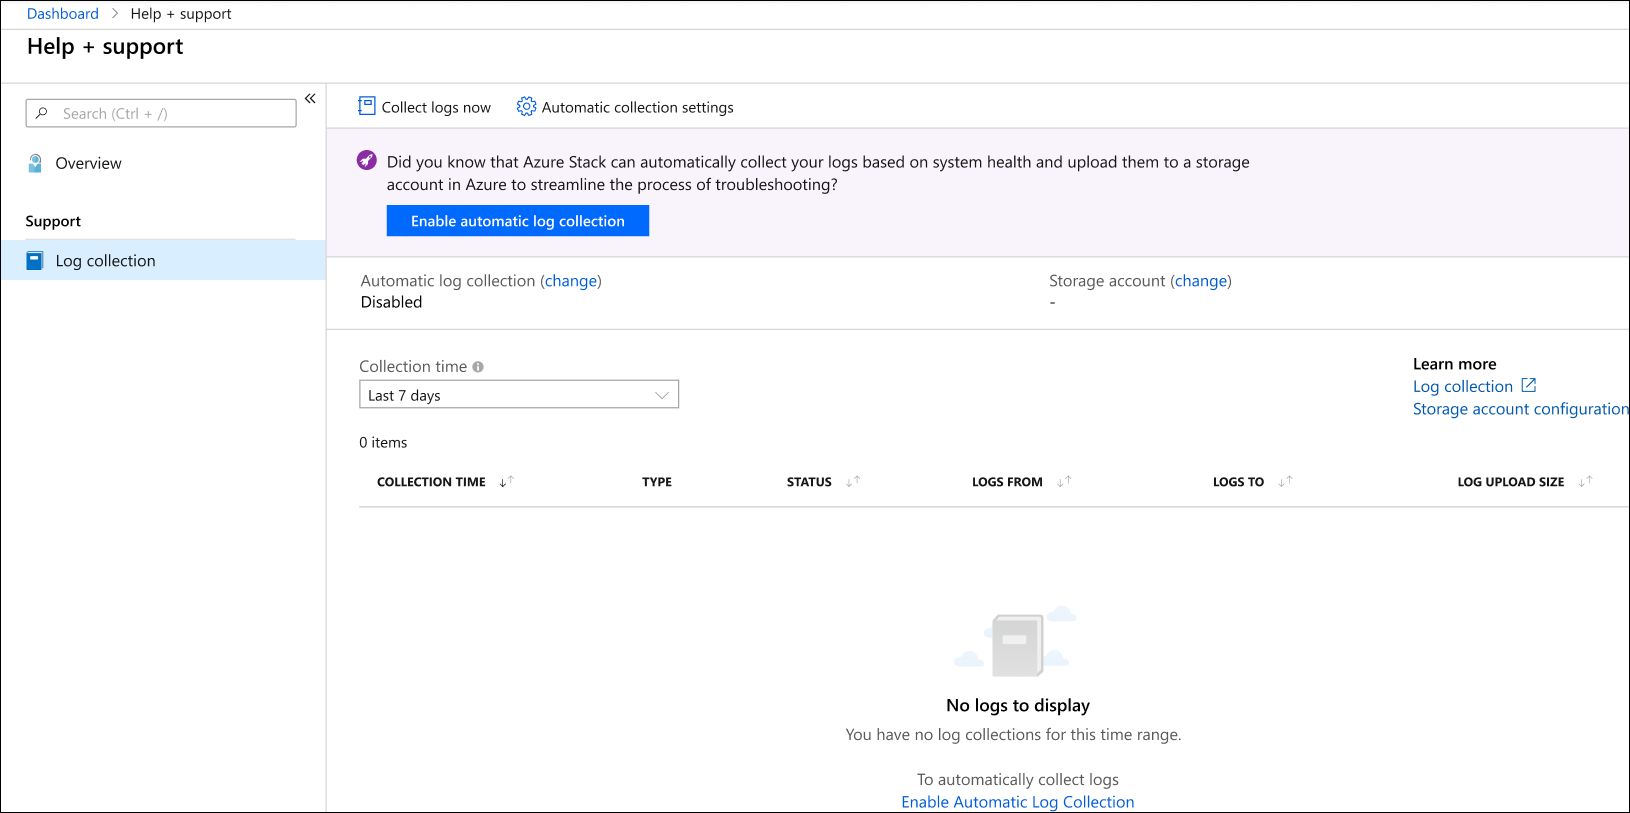 Dashboard > Help + support
Help + support
Search (Ctrl + /)
«
Overview
Support
Log collection
Collect logs now
Automatic collection settings
Did you know that Azure Stack can automatically collect your logs based on system health and upload them to a storage
account in Azure to streamline the process of troubleshooting?
Enable automatic log collection
Automatic log collection (change)
Disabled
Storage account (change)
-
Collection time
Last 7 days
Learn more
Log collection
Storage account configuration
0 items
COLLECTION TIME TYPE STATUS LOGS FROM LOGS TO LOG UPLOAD SIZE
No logs to display
You have no log collections for this time range.
To automatically collect logs
Enable Automatic Log Collection